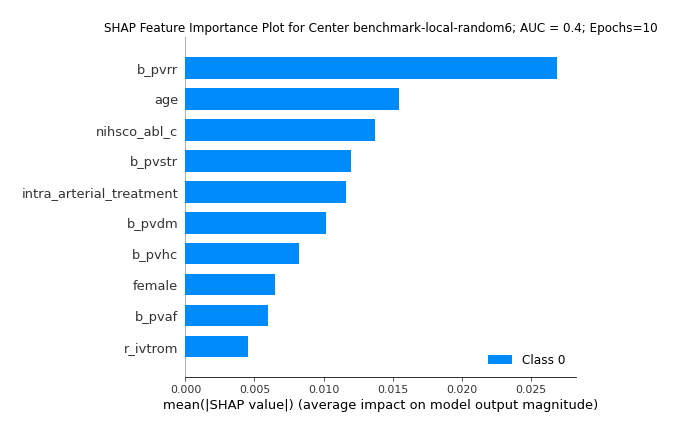 SHAP Feature Importance Plot for Center benchmark-local-random6; AUC = 0.4; Epochs=10
b_pvrr
age
nihsco_abl_c
b_pvstr
intra_arterial_treatment
b_pvdm
b_pvhc
female
b_pvaf
r_ivtrom
Class 0
0.000 0.005 0.010 0.015 0.020 0.025
mean(|SHAP value|) (average impact on model output magnitude)